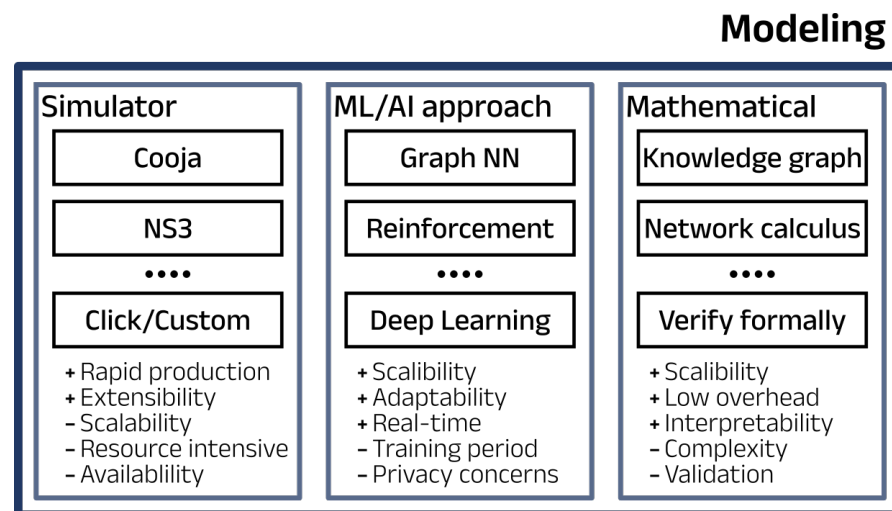 Modeling
Simulator
Cooja
NS3
••••
Click/Custom
+ Rapid production
+ Extensibility
- Scalability
- Resource intensive
- Availablility
ML/AI approach
Graph NN
Reinforcement
••••
Deep Learning
+ Scalibility
+ Adaptability
+ Real-time
- Training period
- Privacy concerns
Mathematical
Knowledge graph
Network calculus
••••
Verify formally
+ Scalibility
+ Low overhead
+ Interpretability
- Complexity
- Validation